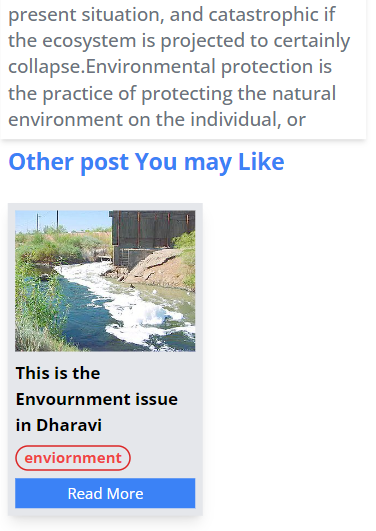 present situation, and catastrophic if
the ecosystem is projected to certainly
collapse.Environmental protection is
the practice of protecting the natural
environment on the individual, or
Other post You may Like
This is the
Envournment issue
in Dharavi
enviornment
Read More